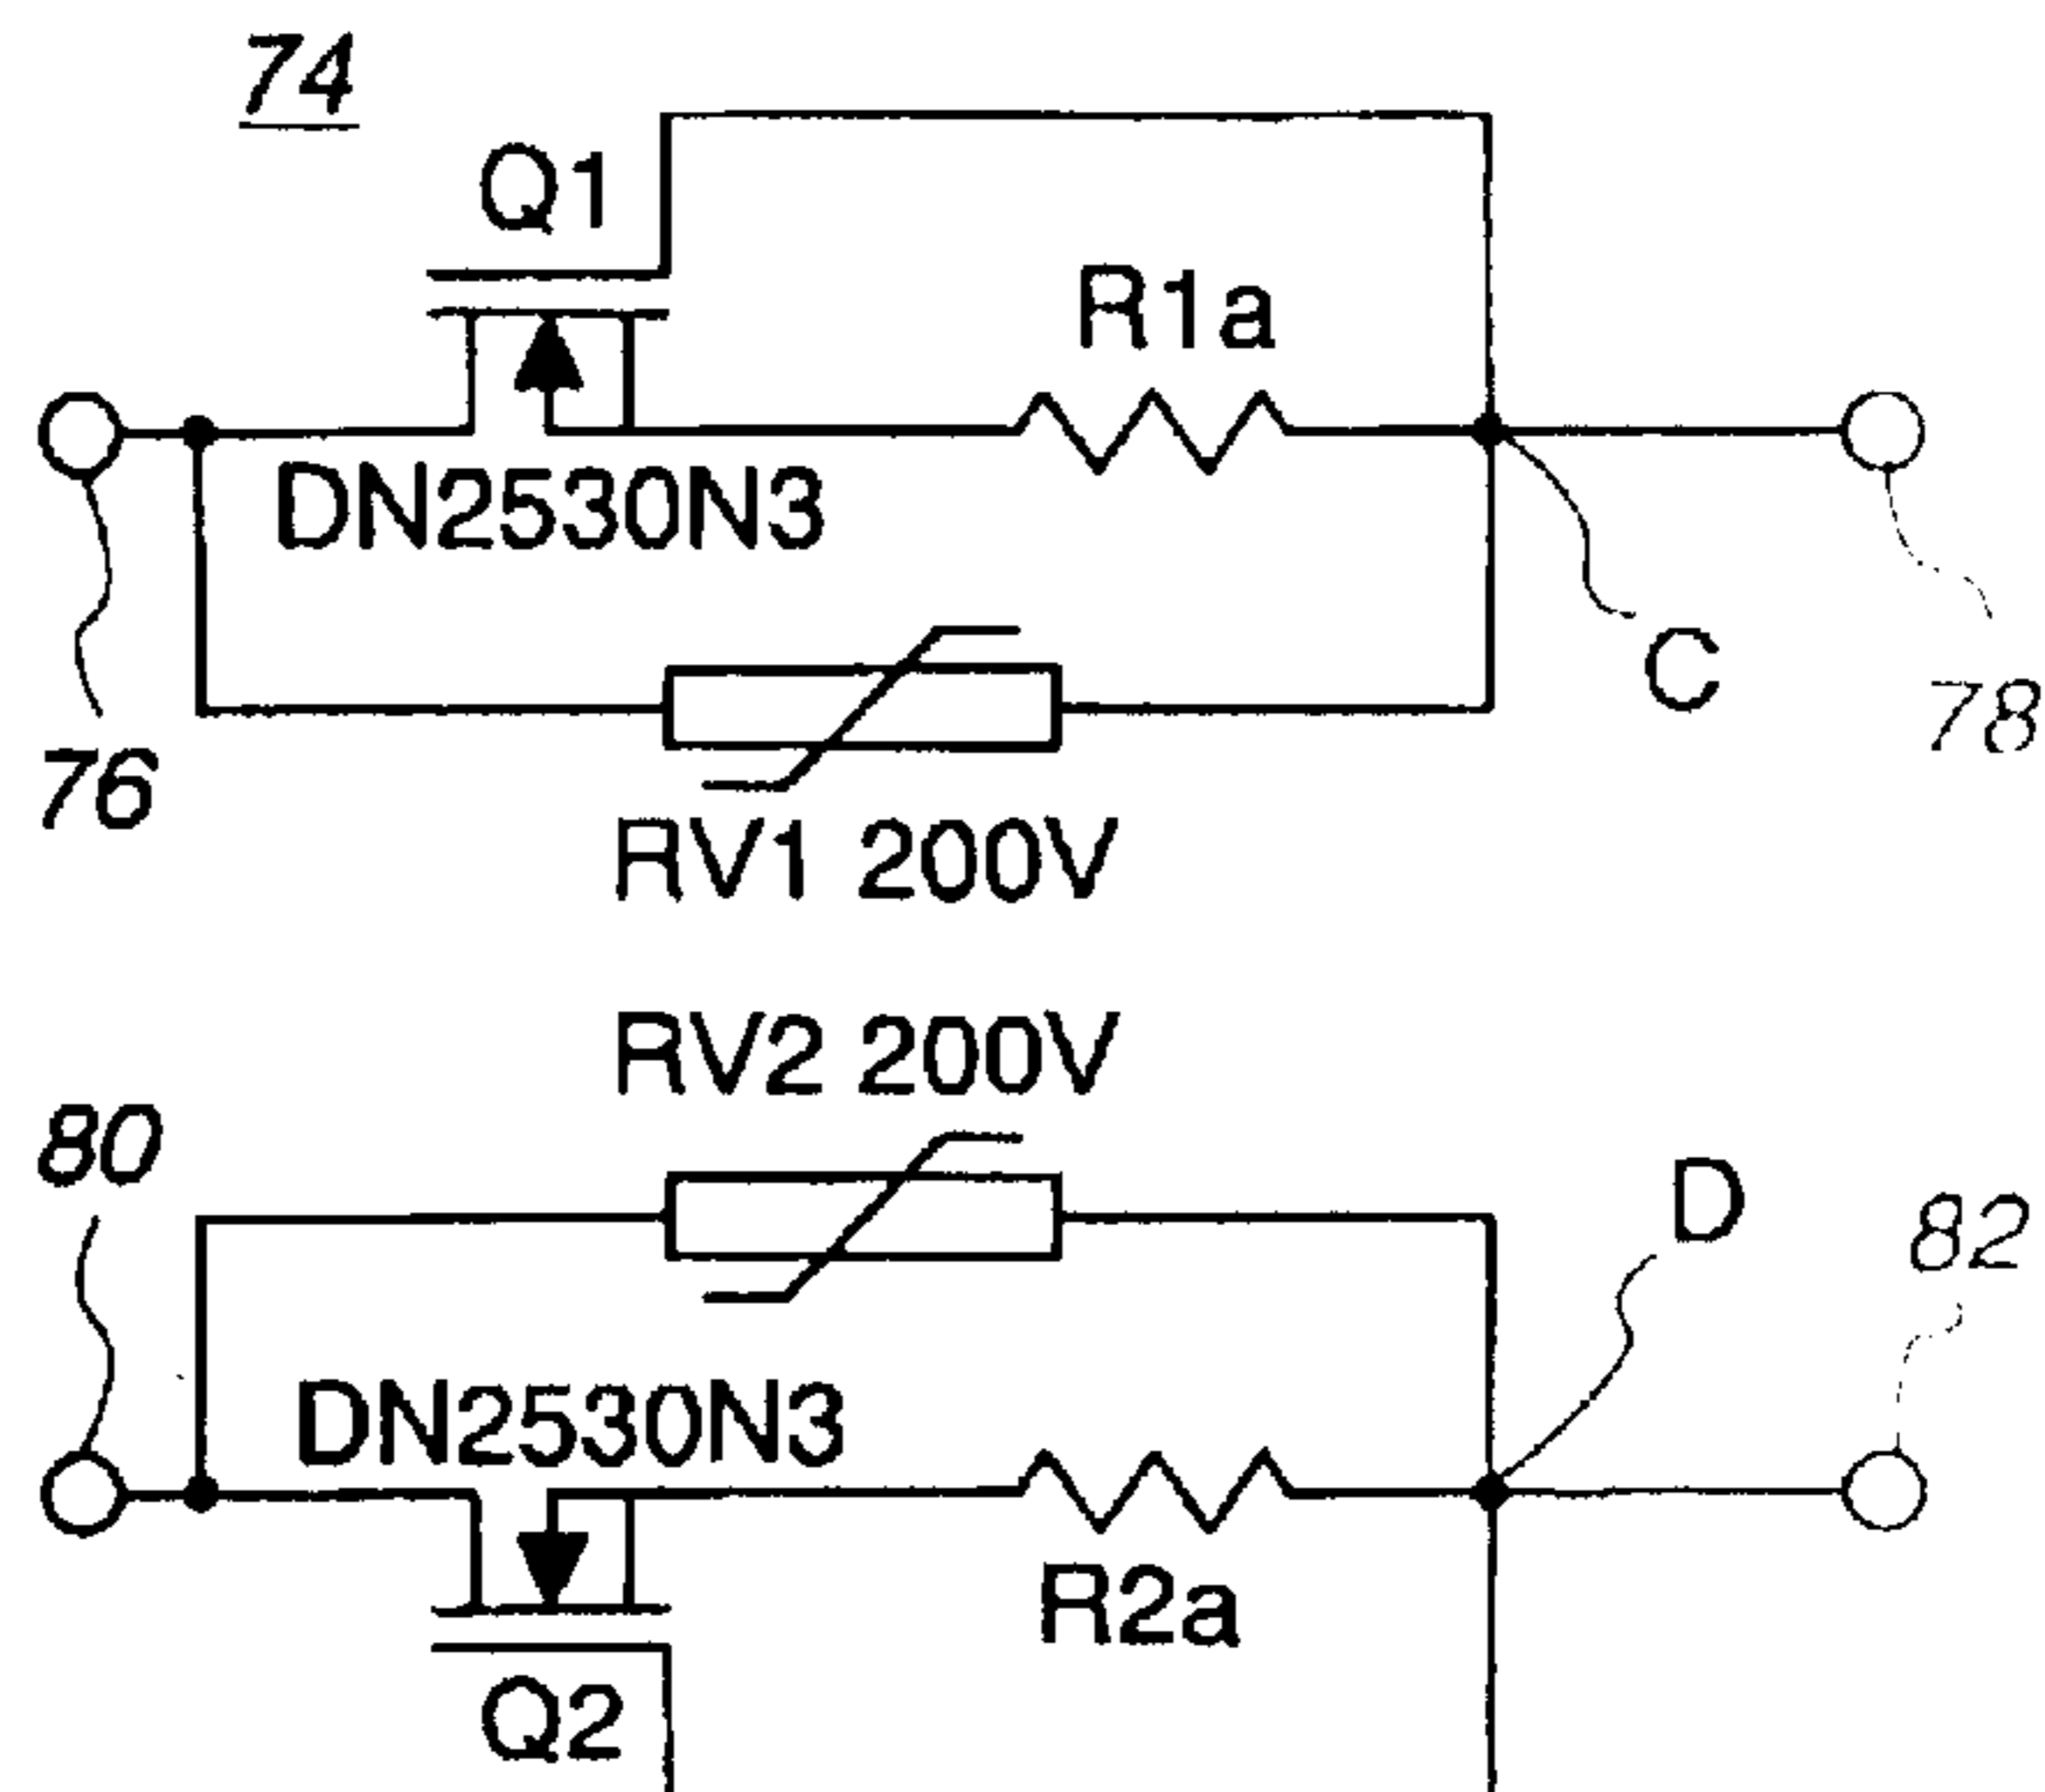 74
Q1
R1a
DN2530N3
C
78
76
RV1 200V
RV2 200V
80
D
82
DN2530N3
R2a
Q2